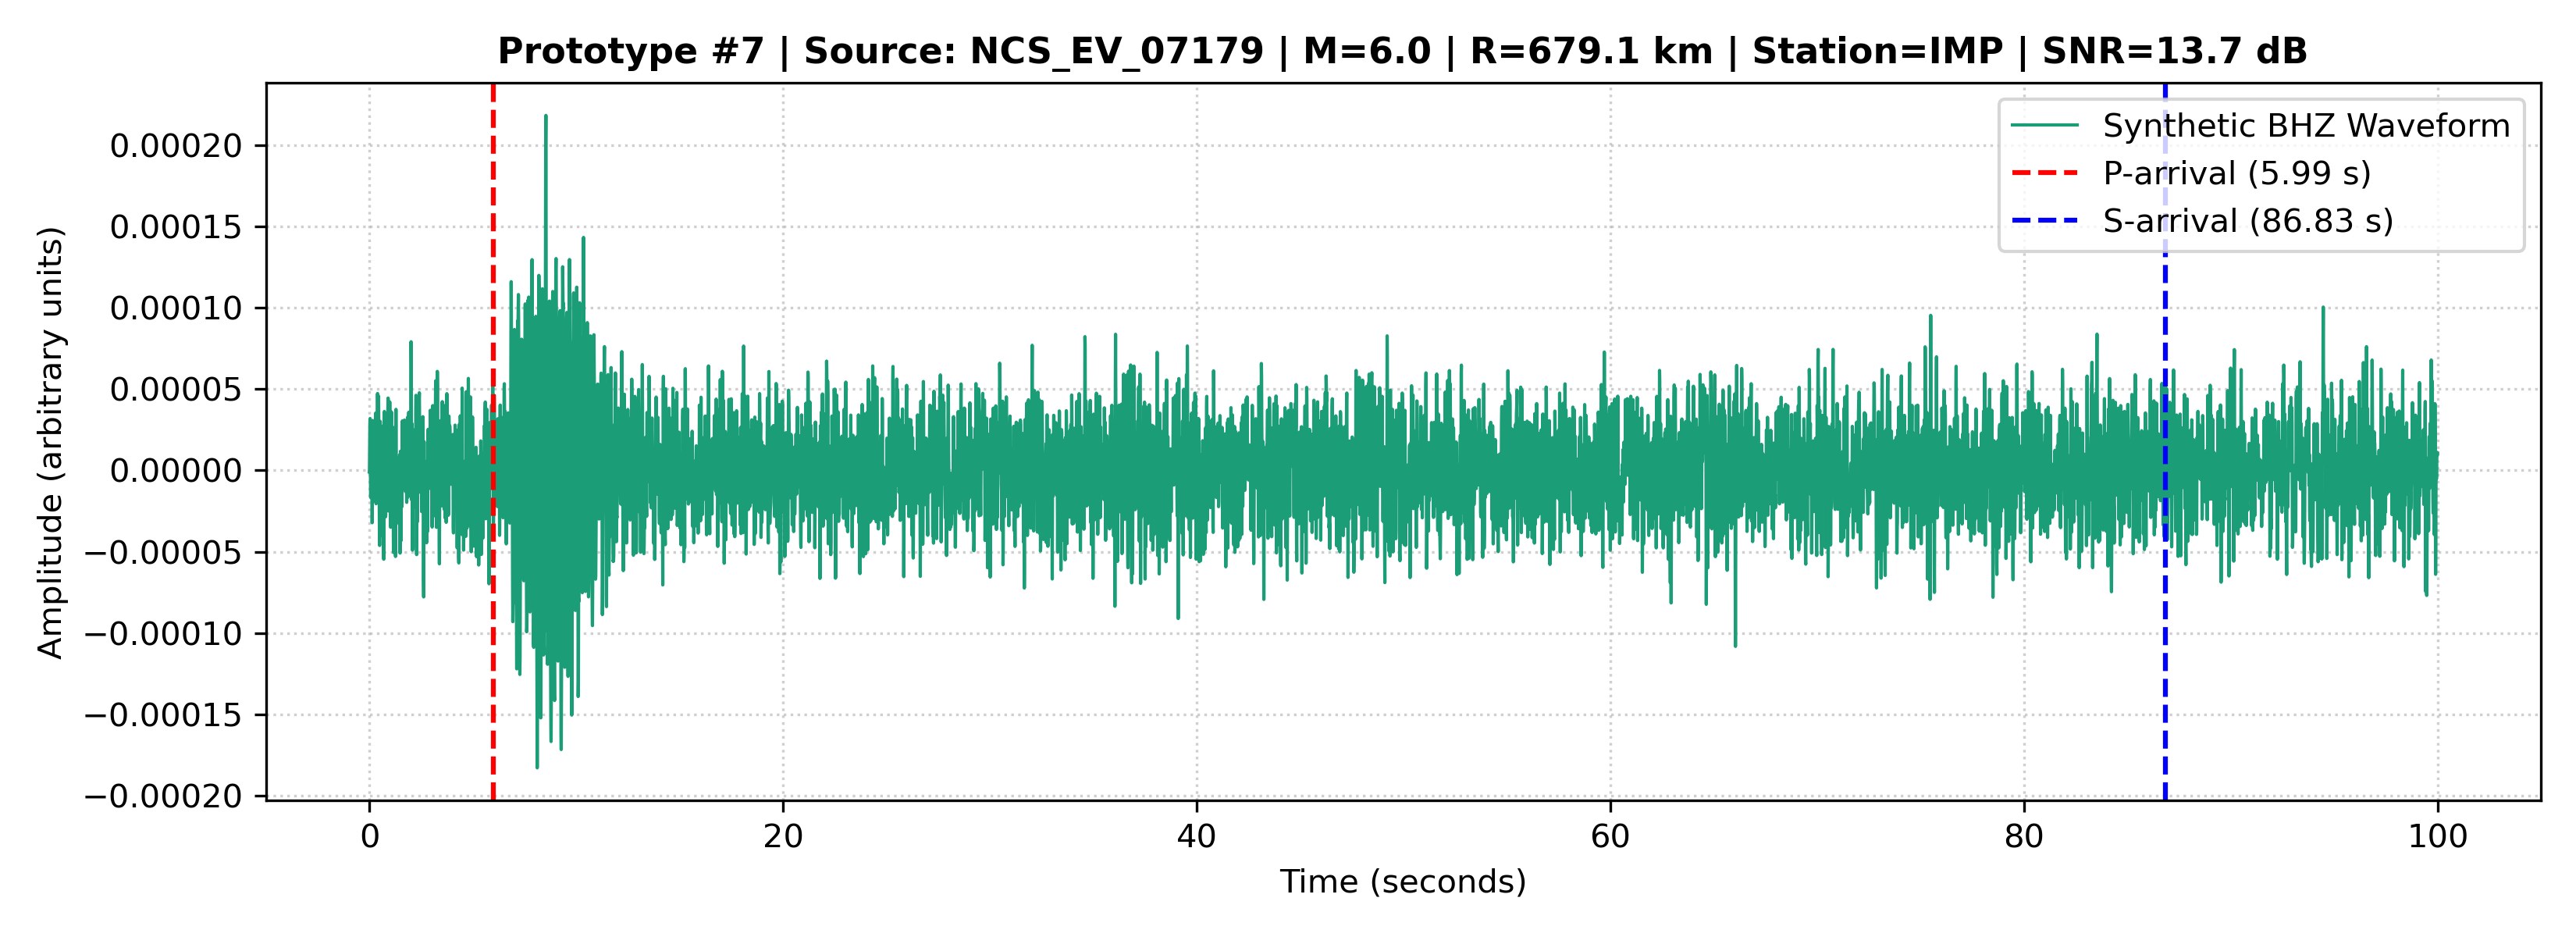 Prototype #7 | Source: NCS_EV_07179 | M=6.0 | R=679.1 km | Station=IMP | SNR=13.7 dB
Synthetic BHZ Waveform
P-arrival (5.99 s)
S-arrival (86.83 s)
Amplitude (arbitrary units)
0.00020
0.00015
0.00010
0.00005
0.00000
−0.00005
−0.00010
−0.00015
−0.00020
0 20 40 60 80 100
Time (seconds)